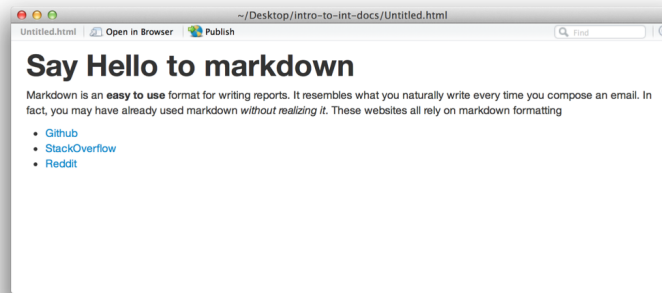 ~/Desktop/intro-to-int-docs/Untitled.html
Untitled.html Open in Browser Publish Find
Say Hello to markdown
Markdown is an easy to use format for writing reports. It resembles what you naturally write every time you compose an email. In
fact, you may have already used markdown without realizing it. These websites all rely on markdown formatting
• Github
• StackOverflow
• Reddit